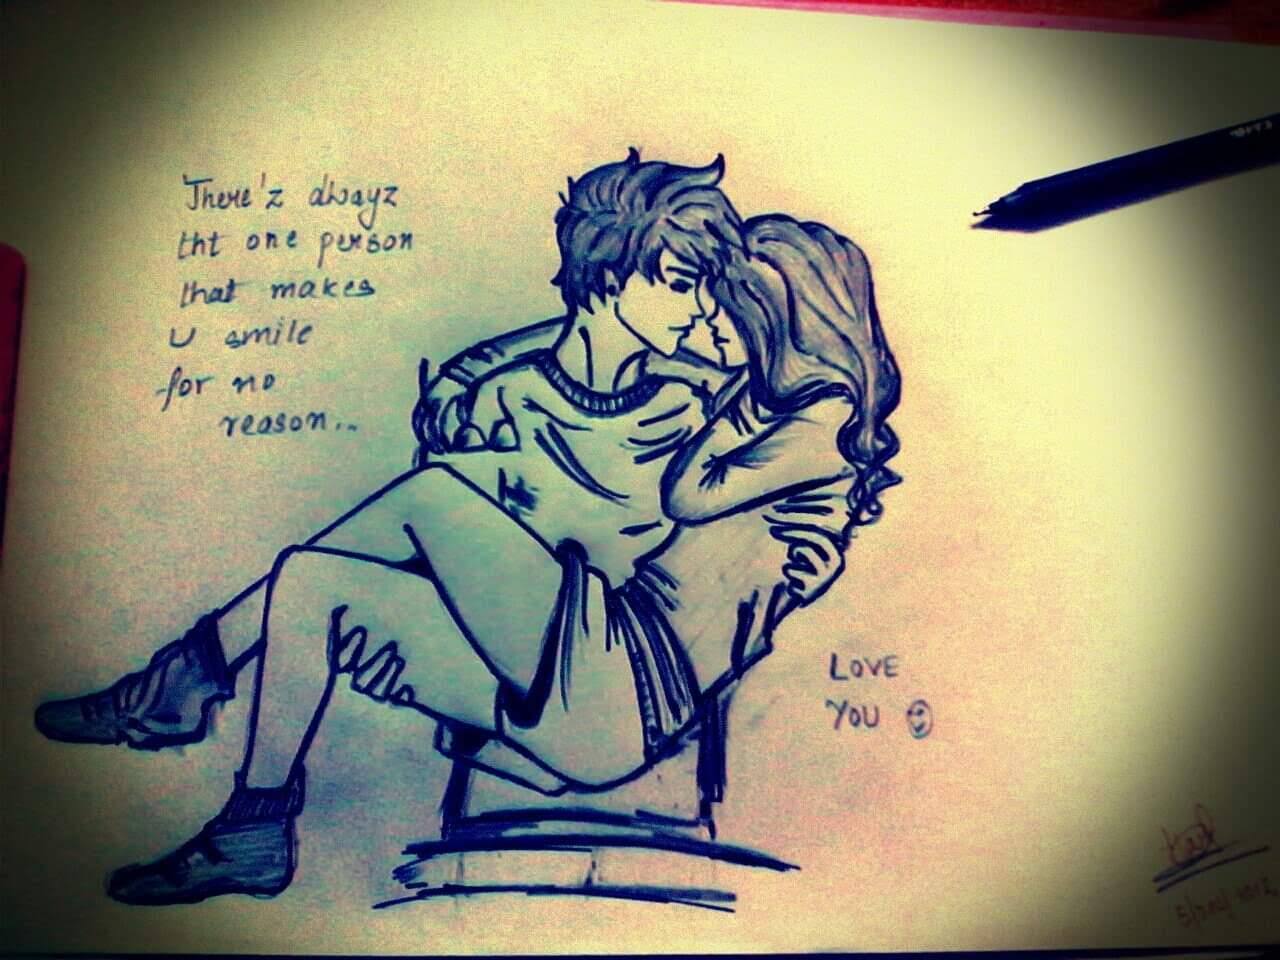 There'z alwayz
tht one person
that makes
U smile
for no
reason...
LOVE
YOU